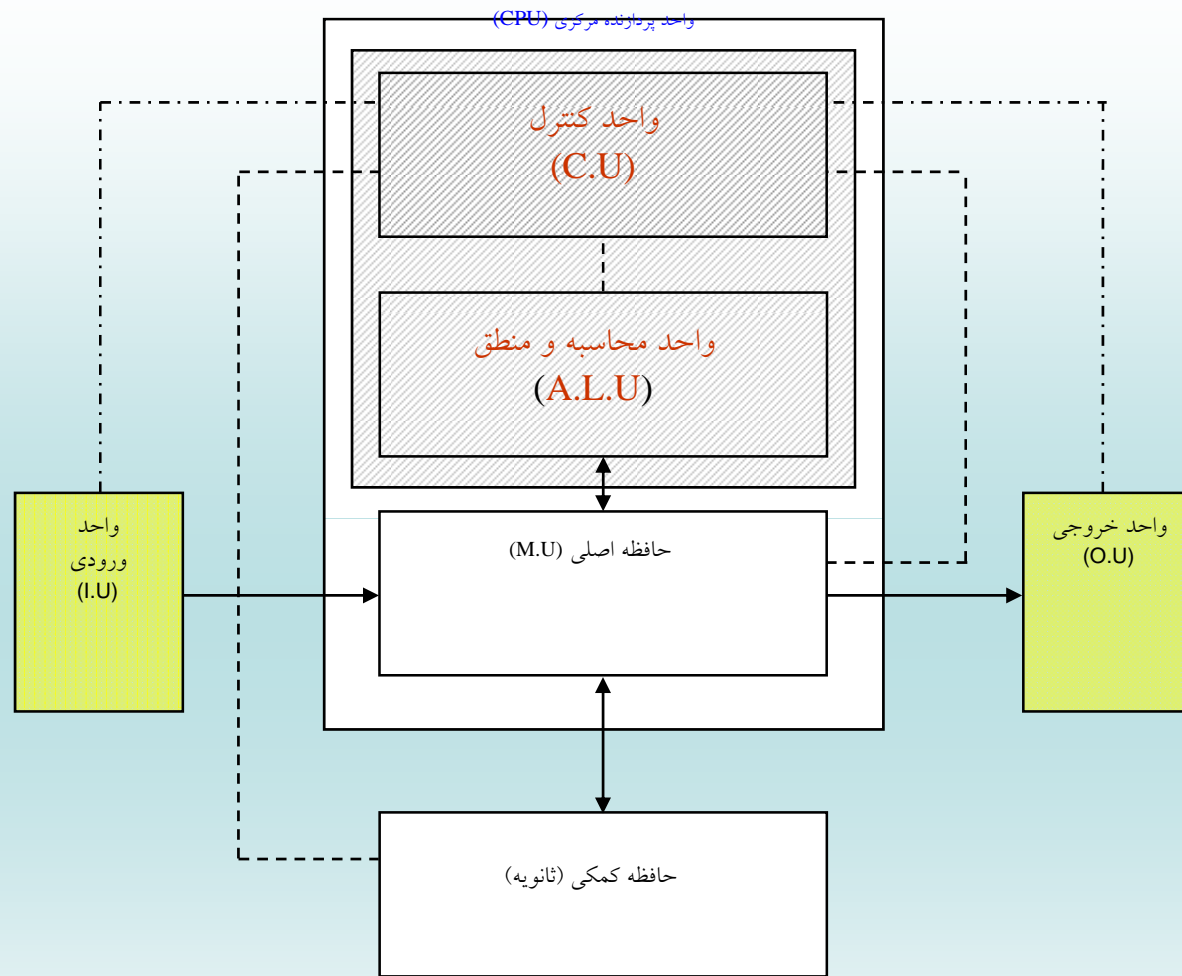 واحد پردازنده مرکزی (CPU)
واحد کنترل
(C.U)
واحد محاسبه و منطق
(A.L.U)
واحد
ورودی
(I.U)
حافظه اصلی (M.U)
واحد خروجی
(O.U)
حافظه کمکی (ثانویه)